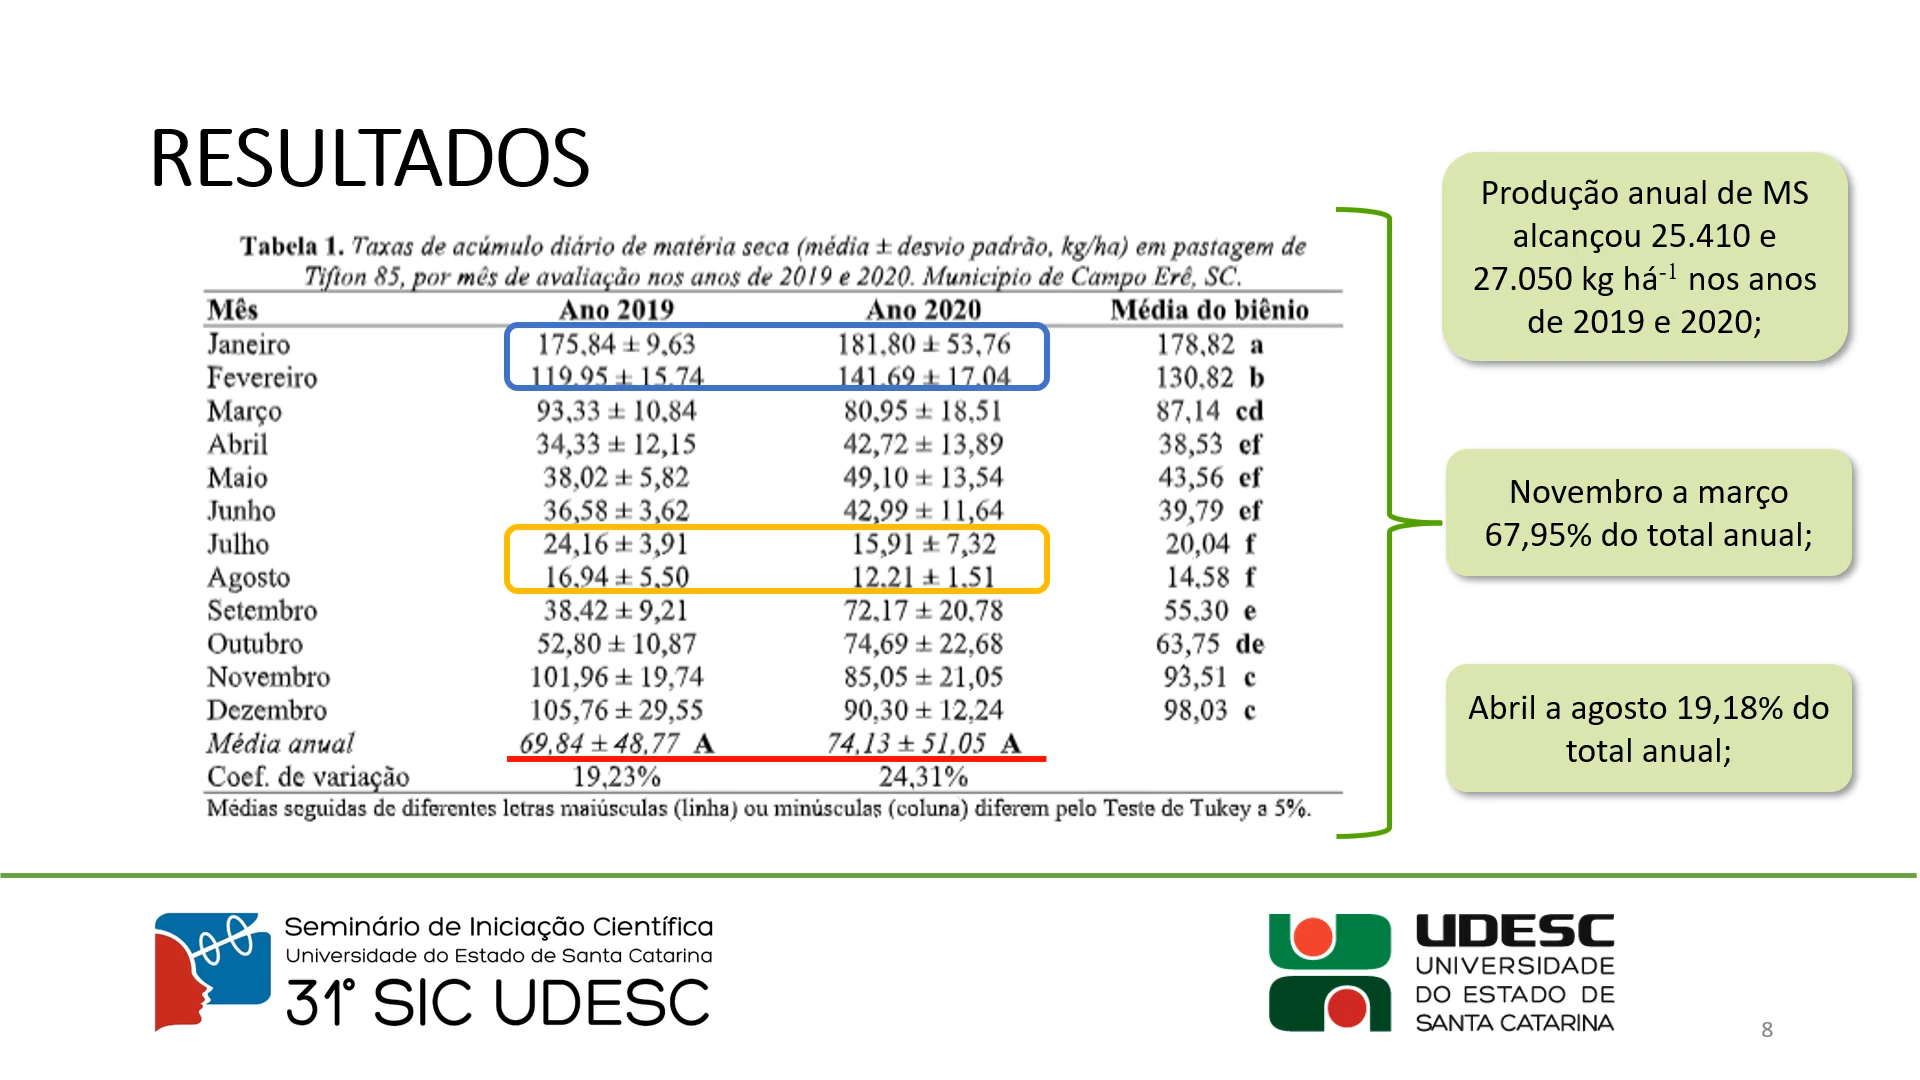 RESULTADOS
Tabela 1. Taxas de acúmulo diário de matéria seca (média ± desvio padrão, kg/ha) em pastagem de
Tifton 85, por mês de avaliação nos anos de 2019 e 2020. Município de Campo Erê, SC.
Mês Ano 2019 Ano 2020 Média do biênio
Janeiro 175,84 ± 9,63 181,80 ± 53,76 178,82 a
Fevereiro 119,95 ± 15,74 141,69 ± 17,04 130,82 b
Março 93,33 ± 10,84 80,95 ± 18,51 87,14 cd
Abril 34,33 ± 12,15 42,72 ± 13,89 38,53 ef
Maio 38,02 ± 5,82 49,10 ± 13,54 43,56 ef
Junho 36,58 ± 3,62 42,99 ± 11,64 39,79 ef
Julho 24,16 ± 3,91 15,91 ± 7,32 20,04 f
Agosto 16,94 ± 5,50 12,21 ± 1,51 14,58 f
Setembro 38,42 ± 9,21 72,17 ± 20,78 55,30 e
Outubro 52,80 ± 10,87 74,69 ± 22,68 63,75 de
Novembro 101,96 ± 19,74 85,05 ± 21,05 93,51 c
Dezembro 105,76 ± 29,55 90,30 ± 12,24 98,03 c
Média anual 69,84 ± 48,77 A 74,13 ± 51,05 A
Coef. de variação 19,23% 24,31%
Médias seguidas de diferentes letras maiúsculas (linha) ou minúsculas (coluna) diferem pelo Teste de Tukey a 5%.
Produção anual de MS
alcançou 25.410 e
27.050 kg há-1 nos anos
de 2019 e 2020;
Novembro a março
67,95% do total anual;
Abril a agosto 19,18% do
total anual;
Seminário de Iniciação Científica
Universidade do Estado de Santa Catarina
31° SIC UDESC
UDESC
UNIVERSIDADE
DO ESTADO DE
SANTA CATARINA
8